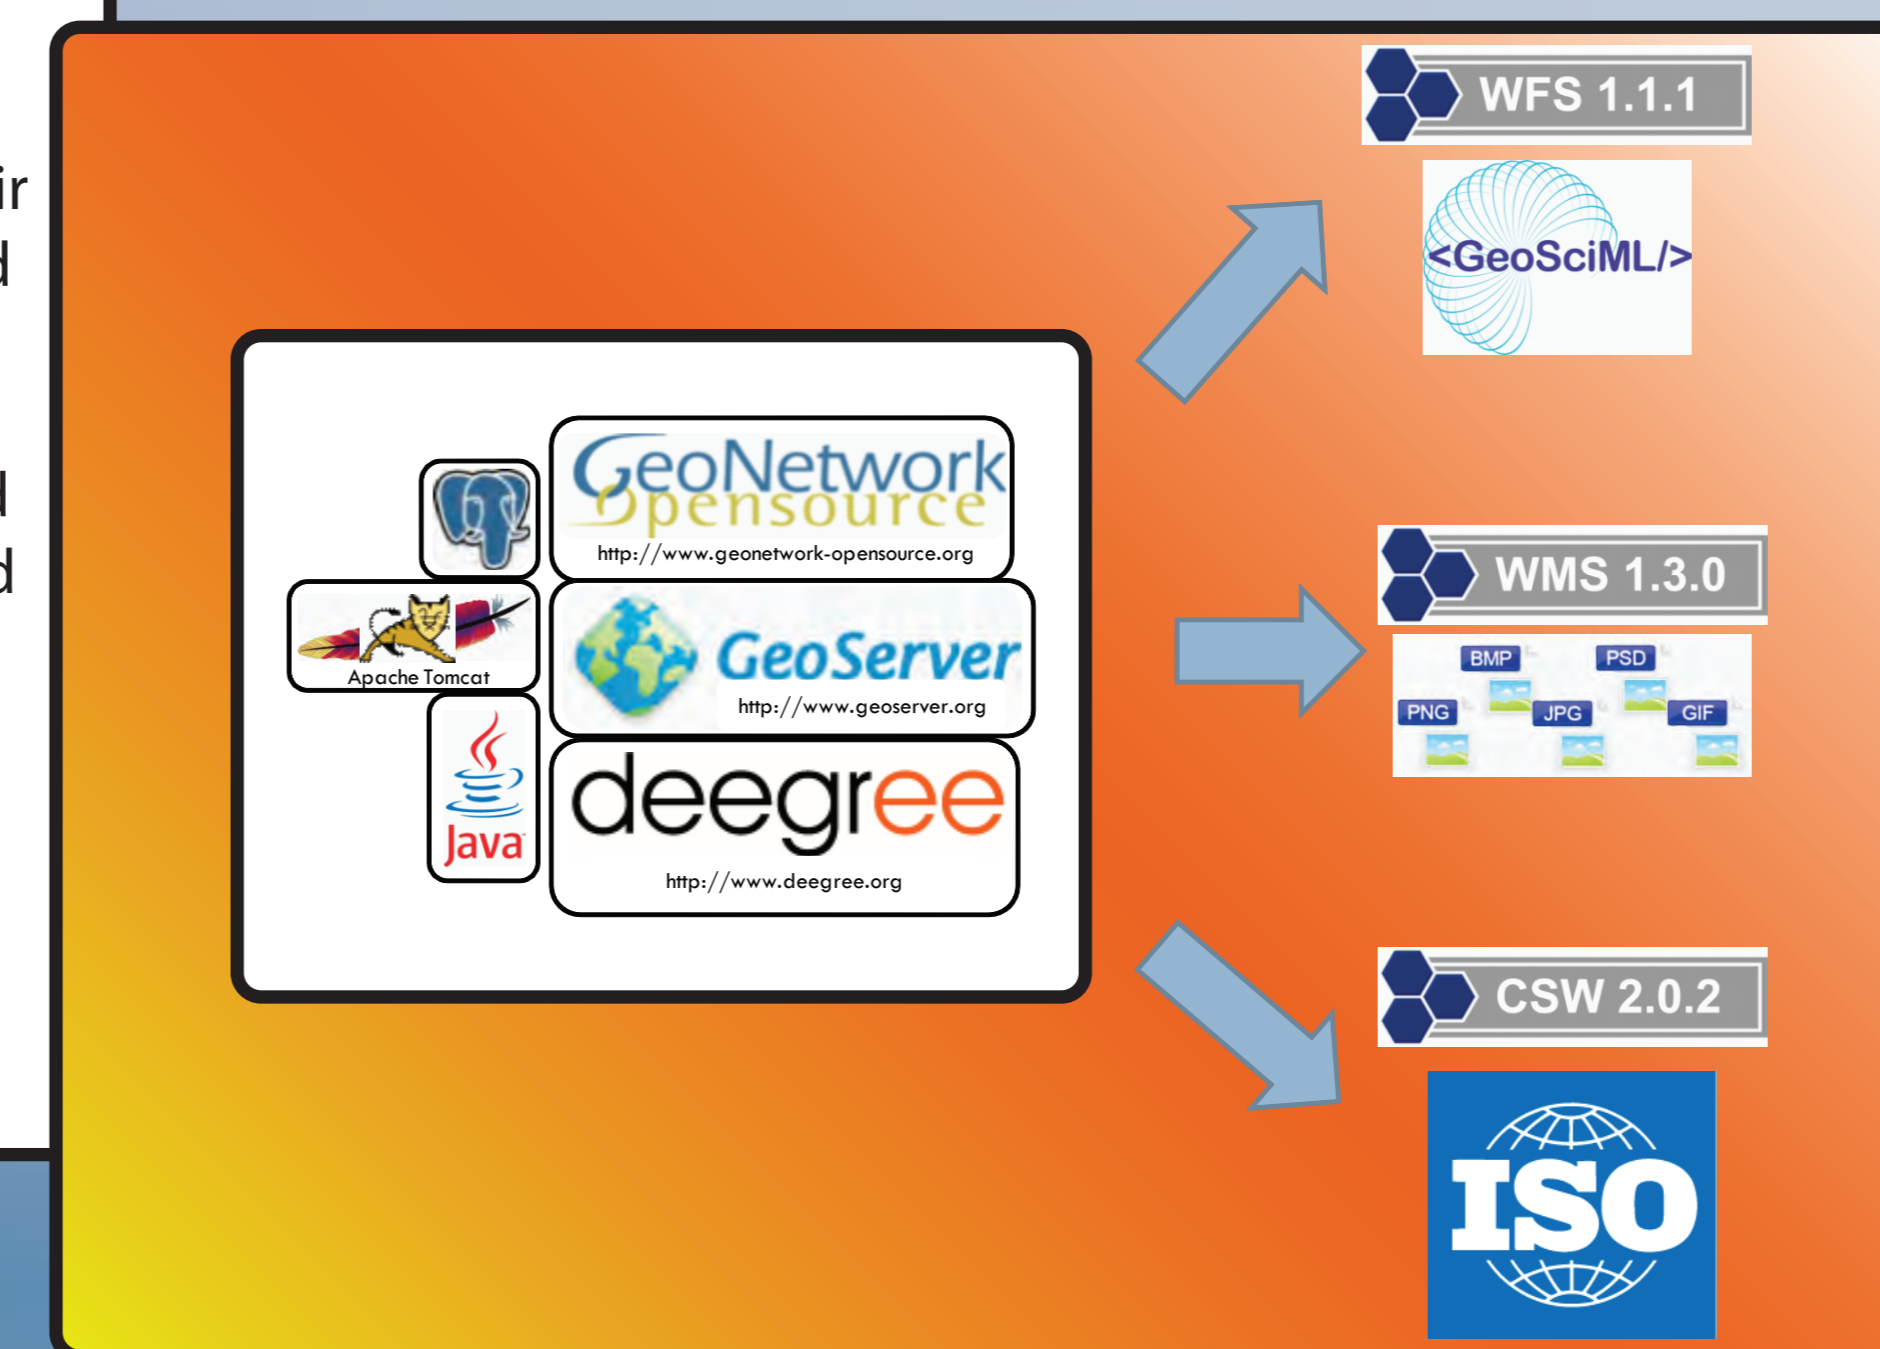 ir
d
d
d
GeoNetwork
Opensource
http://www.geonetwork-opensource.org
Apache Tomcat
GeoServer
http://www.geoserver.org
Java
deegree
http://www.deegree.org
WFS 1.1.1
<GeoSciML/>
WMS 1.3.0
BMP
PSD
PNG
JPG
GIF
CSW 2.0.2
ISO